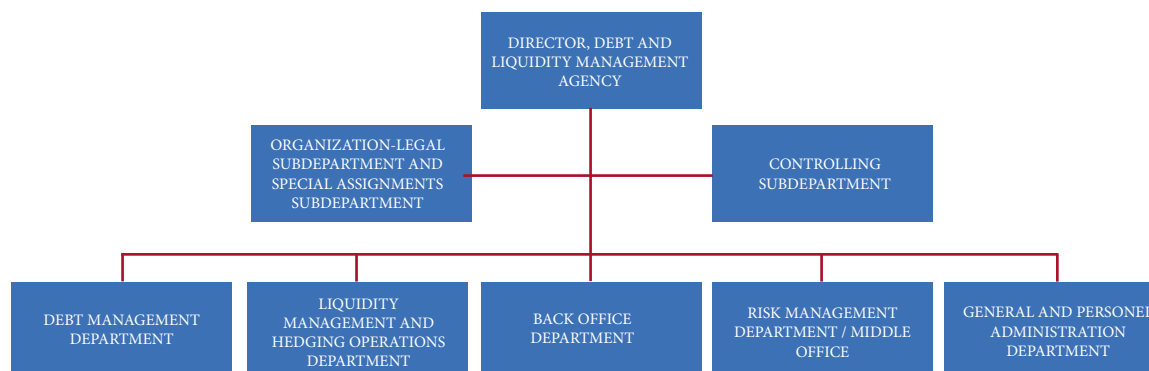 DIRECTOR, DEBT AND
LIQUIDITY MANAGEMENT
AGENCY
ORGANIZATION-LEGAL
SUBDEPARTMENT AND
SPECIAL ASSIGNMENTS
SUBDEPARTMENT
CONTROLLING
SUBDEPARTMENT
DEBT MANAGEMENT
DEPARTMENT
LIQUIDITY
MANAGEMENT AND
HEDGING OPERATIONS
DEPARTMENT
BACK OFFICE
DEPARTMENT
RISK MANAGEMENT
DEPARTMENT / MIDDLE
OFFICE
GENERAL AND
ADMINISTRATION
DEPARTMENT